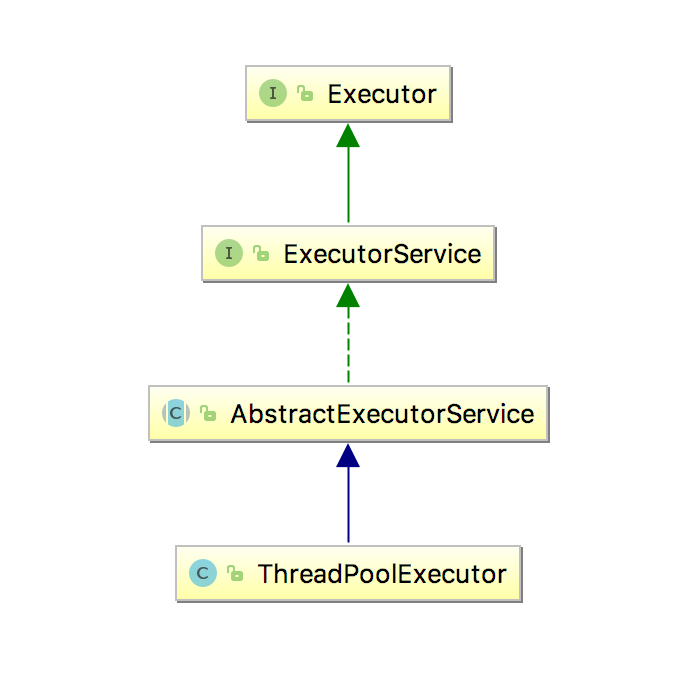 I Executor
I ExecutorService
C AbstractExecutorService
C ThreadPoolExecutor